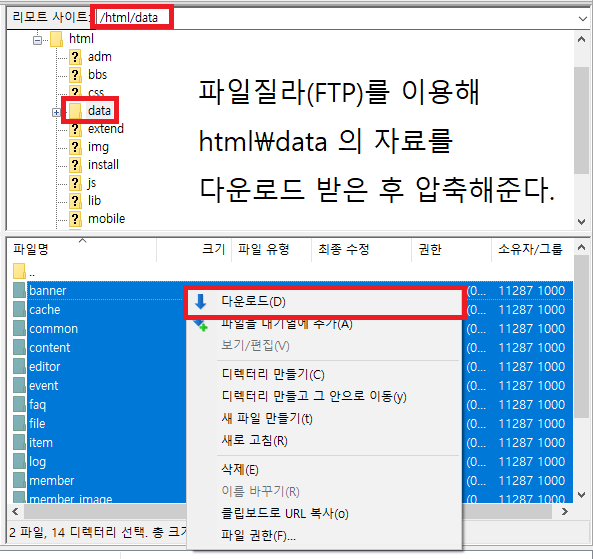 리모트 사이트: /html/data
html
adm
bbs
css
data
extend
img
install
js
lib
mobile
파일질라(FTP)를 이용해
html₩data 의 자료를
다운로드 받은 후 압축해준다.
파일명 크기 파일 유형 최종 수정 권한 소유자/그룹
..
banner (0... 11287 1000
cache (0... 11287 1000
common (0... 11287 1000
content (0... 11287 1000
editor (0... 11287 1000
event (0... 11287 1000
faq (0... 11287 1000
file (0... 11287 1000
item (0... 11287 1000
log (0... 11287 1000
member (0... 11287 1000
member_image (0... 11287 1000
다운로드(D)
파일을 대기열에 추가(A)
보기/편집(V)
디렉터리 만들기(C)
디렉터리 만들고 그 안으로 이동(y)
새 파일 만들기(t)
새로 고침(R)
삭제(E)
이름 바꾸기(R)
클립보드로 URL 복사(o)
파일 권한(F)...
2 파일, 14 디렉터리 선택. 총 크기